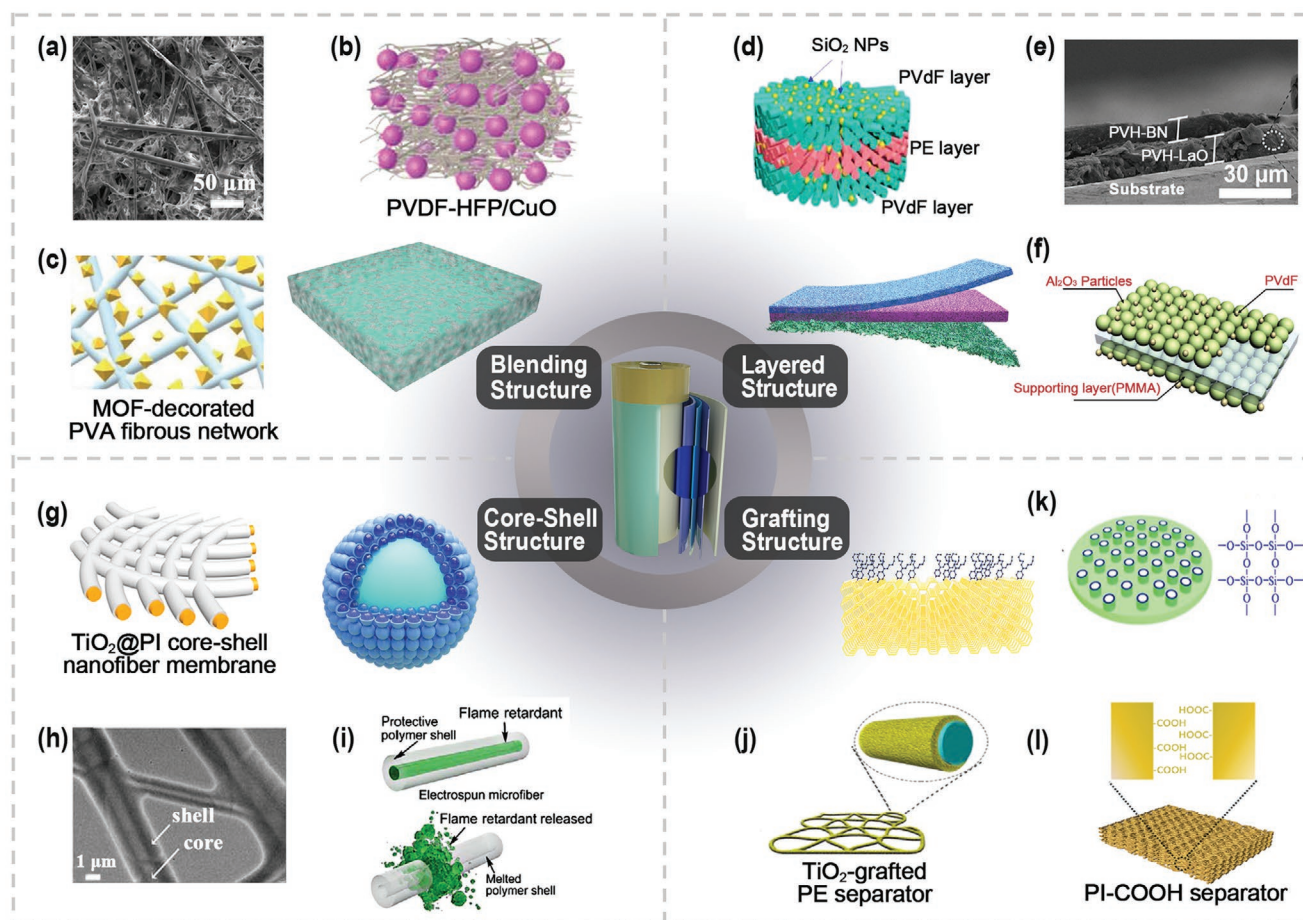 (a)
50 μm
(b)
PVDF-HFP/CuO
(c)
MOF-decorated
PVA fibrous network
(d)
SiO₂ NPs
PVdF layer
PE layer
PVdF layer
(e)
PVH-BN
PVH-LaO
Substrate
30 μm
(f)
Al₂O₃ Particles
PVdF
Supporting layer(PMMA)
Blending
Structure
Layered
Structure
Core-Shell
Structure
Grafting
Structure
(g)
TiO₂@PI core-shell
nanofiber membrane
(h)
shell
core
1 μm
(i)
Protective
polymer shell
Flame retardant
Electrospun microfiber
Flame retardant released
Melted
polymer shell
(k)
O O
-O-Si-O-Si-O-
O O
-O-Si-O-Si-O-
O O
(j)
TiO₂-grafted
PE separator
(l)
HOOC-
-COOH
HOOC-
-COOH
HOOC-
-COOH
PI-COOH separator